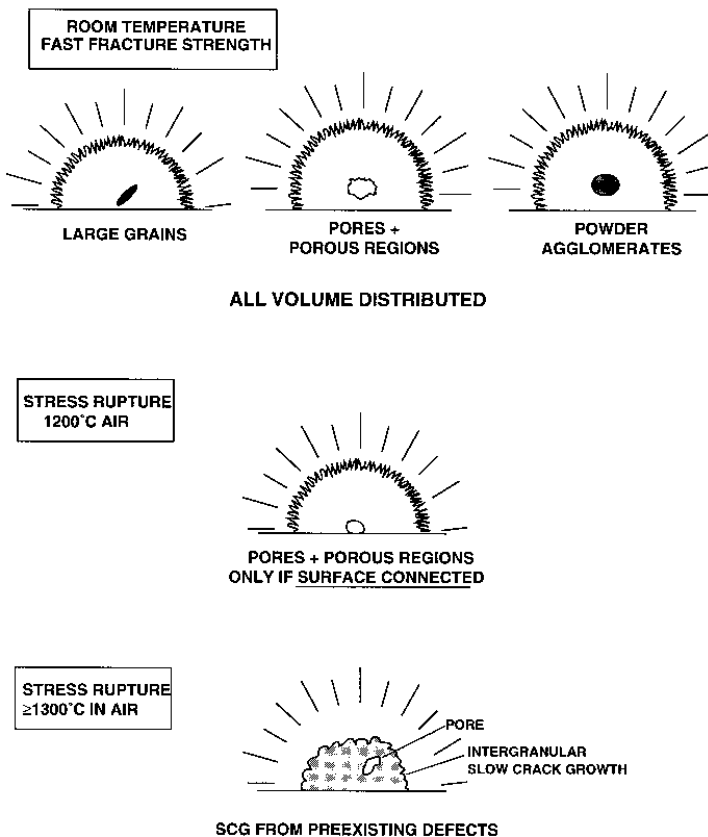 ROOM TEMPERATURE
FAST FRACTURE STRENGTH
LARGE GRAINS
PORES +
POROUS REGIONS
POWDER
AGGLOMERATES
ALL VOLUME DISTRIBUTED
STRESS RUPTURE
1200°C AIR
PORES + POROUS REGIONS
ONLY IF SURFACE CONNECTED
STRESS RUPTURE
≥1300°C IN AIR
PORE
INTERGRANULAR
SLOW CRACK GROWTH
SCG FROM PREEXISTING DEFECTS